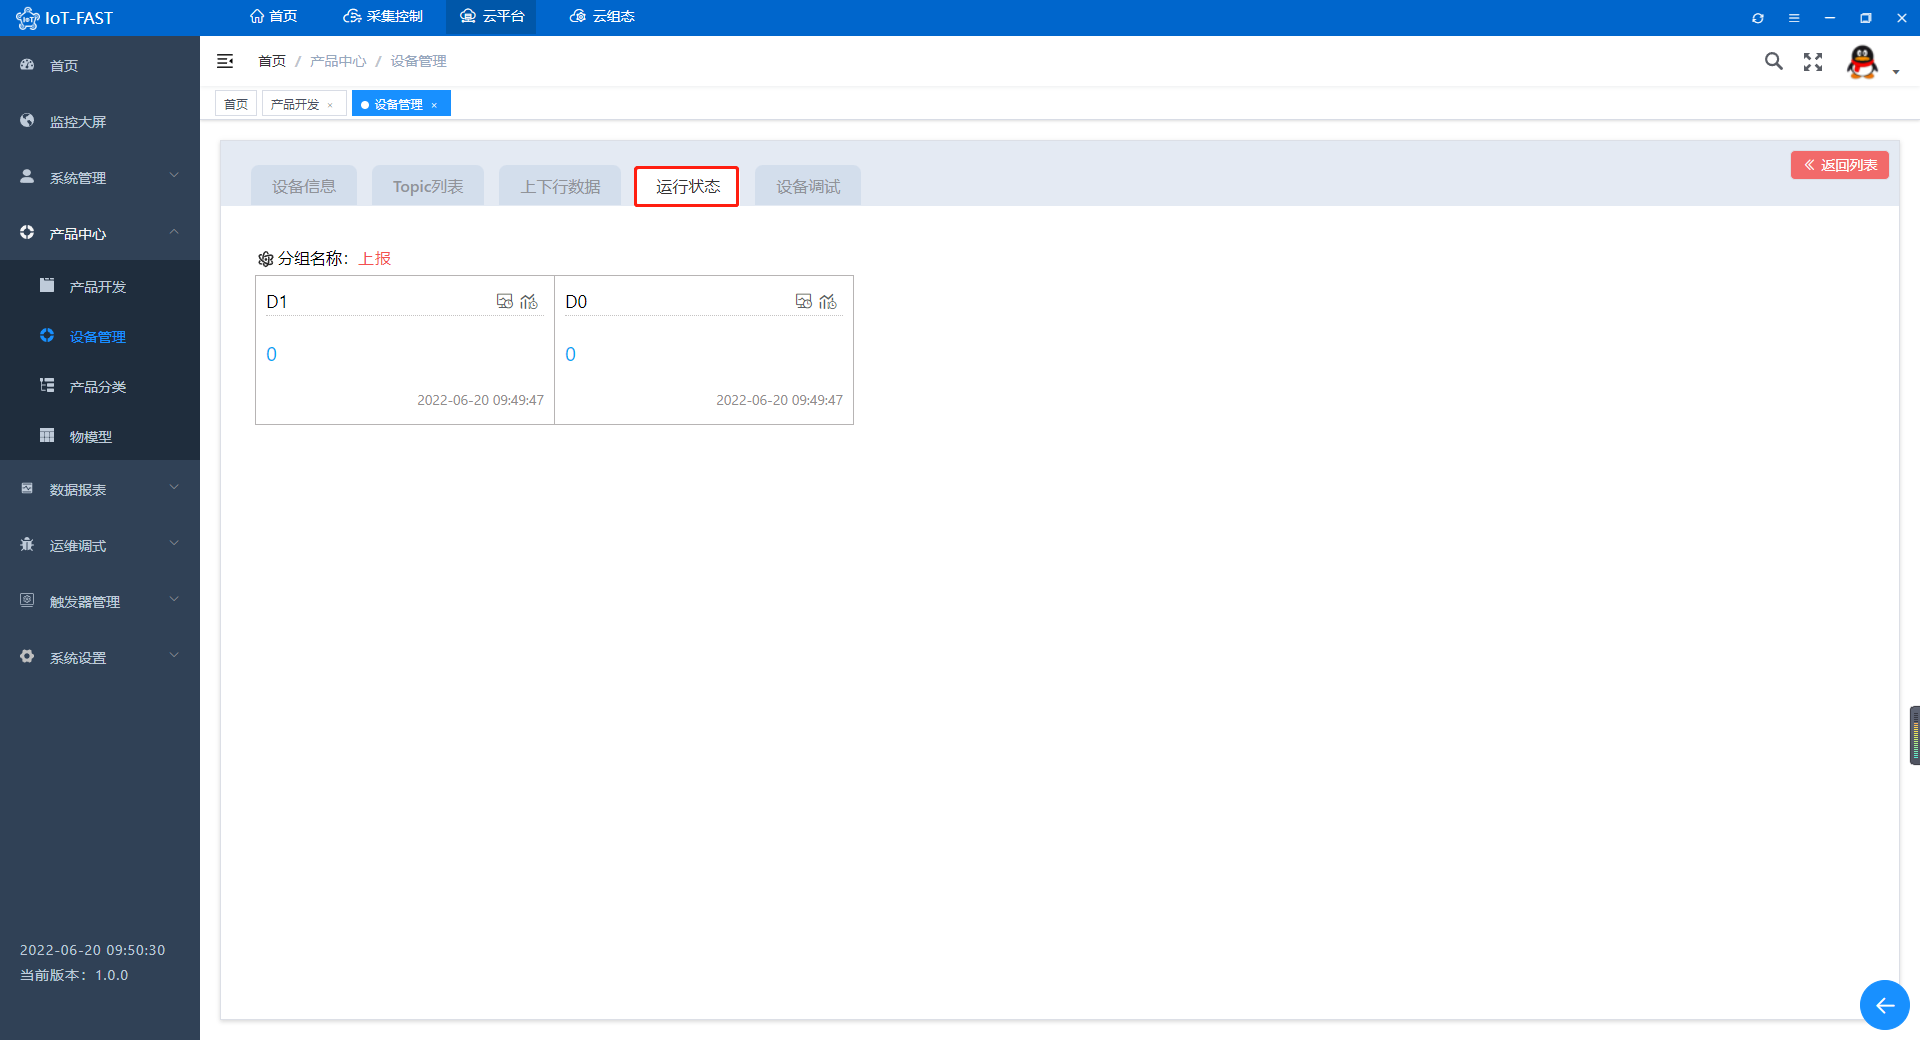 IoT-FAST
首页
采集控制
云平台
云组态
首页
监控大屏
系统管理
产品中心
产品开发
设备管理
产品分类
物模型
数据报表
运维调式
触发器管理
系统设置
2022-06-20 09:50:30
当前版本：1.0.0
首页 / 产品中心 / 设备管理
首页
产品开发 ×
设备管理 ×
设备信息
Topic列表
上下行数据
运行状态
设备调试
返回列表
分组名称：上报
D1
0
2022-06-20 09:49:47
D0
0
2022-06-20 09:49:47